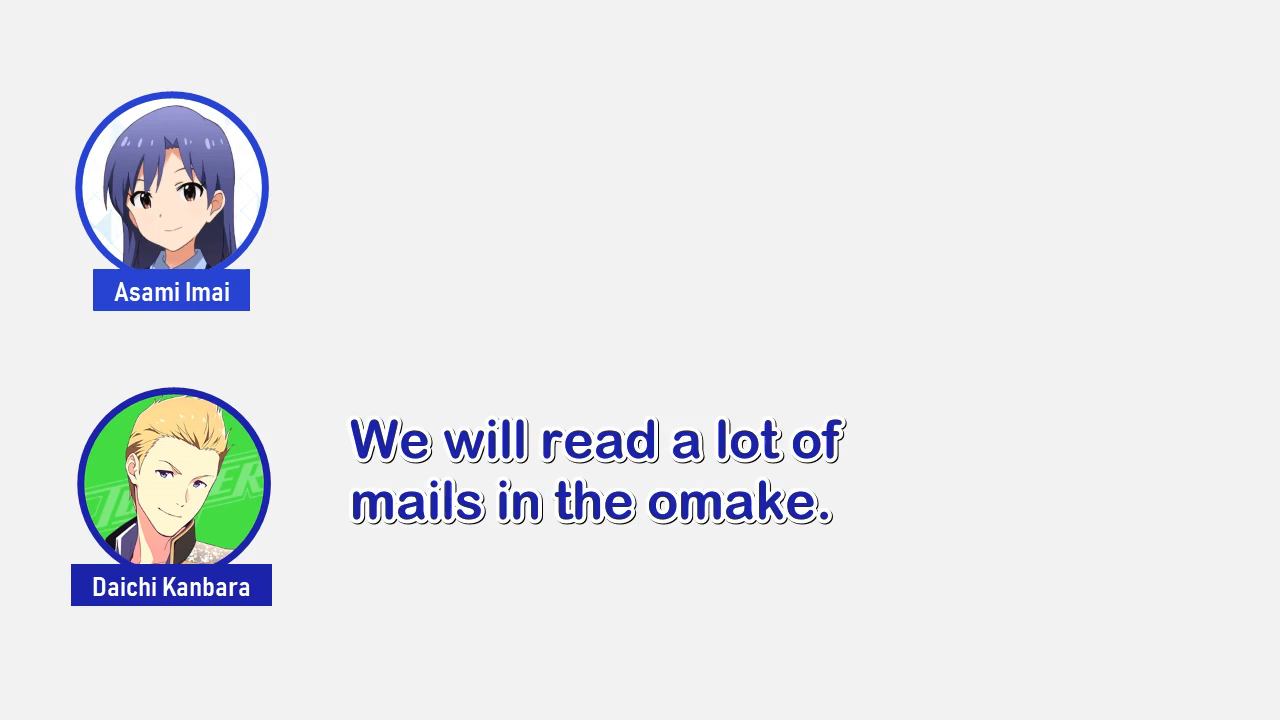 Asami Imai
We will read a lot of
mails in the omake.
Daichi Kanbara